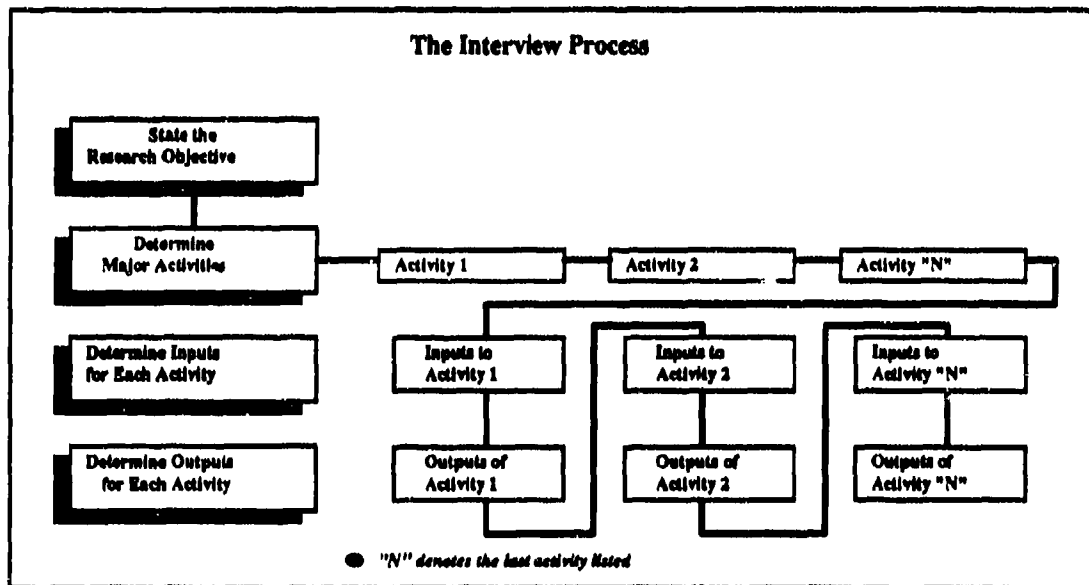 The Interview Process
State the
Research Objective
Determine
Major Activities
Activity 1
Activity 2
Activity "N"
Determine Inputs
for Each Activity
Inputs to
Activity 1
Inputs to
Activity 2
Inputs to
Activity "N"
Determine Outputs
for Each Activity
Outputs of
Activity 1
Outputs of
Activity 2
Outputs of
Activity "N"
"N" denotes the last activity listed